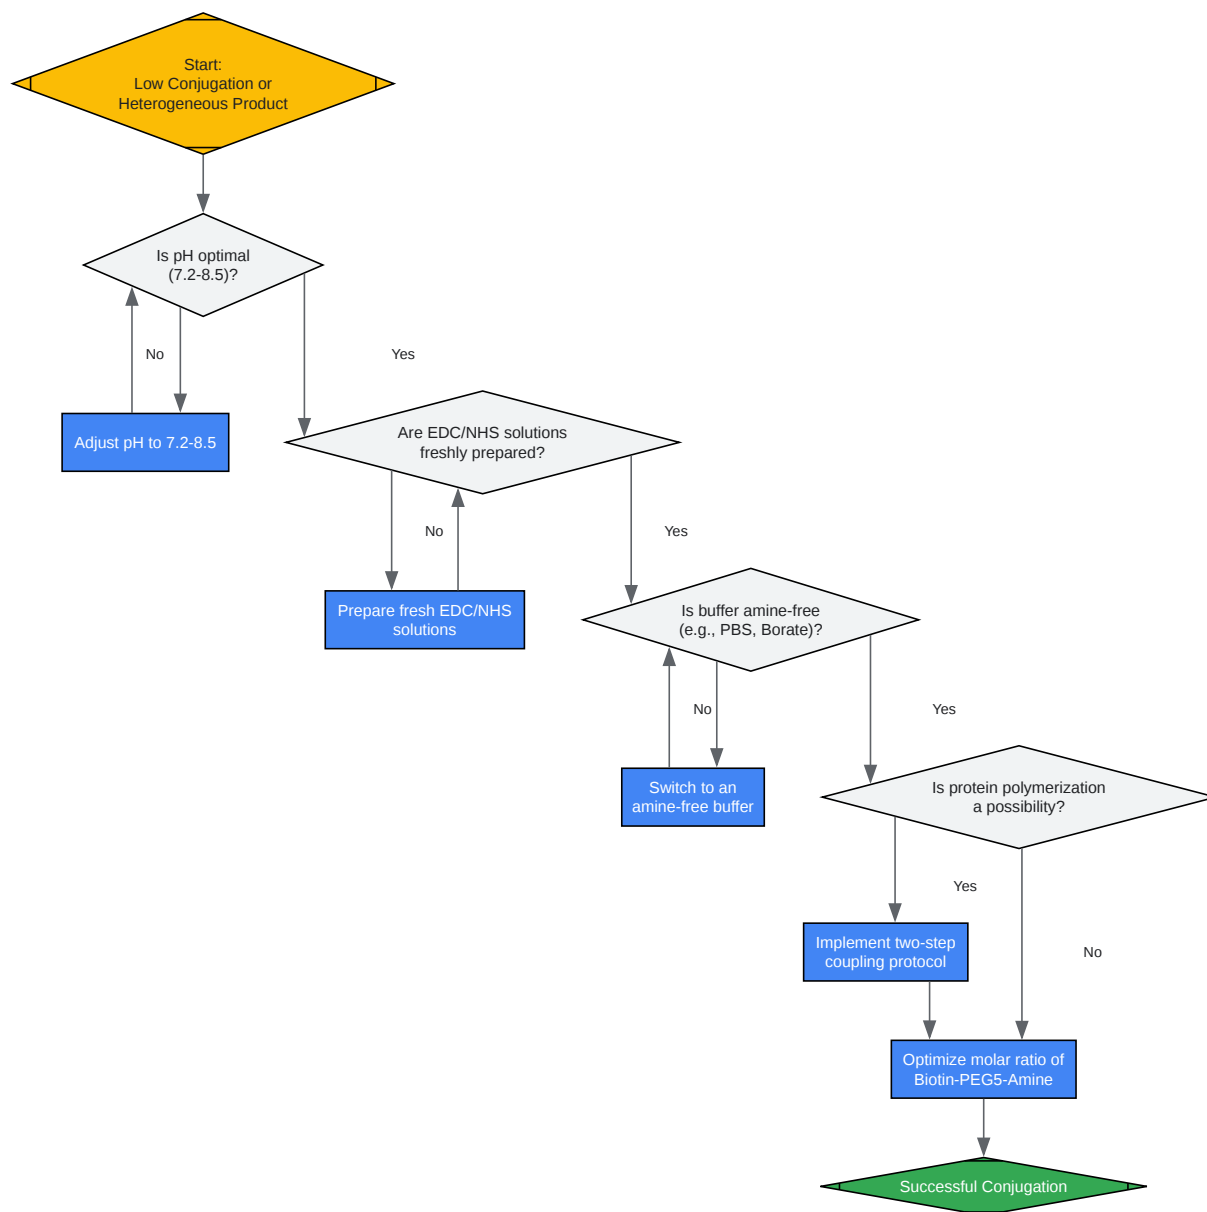 Start:
Low Conjugation or
Heterogeneous Product
Is pH optimal
(7.2-8.5)?
No
Yes
Adjust pH to 7.2-8.5
Are EDC/NHS solutions
freshly prepared?
No
Yes
Prepare fresh EDC/NHS
solutions
Is buffer amine-free
(e.g., PBS, Borate)?
No
Yes
Switch to an
amine-free buffer
Is protein polymerization
a possibility?
Yes
No
Implement two-step
coupling protocol
Optimize molar ratio of
Biotin-PEG5-Amine
Successful Conjugation